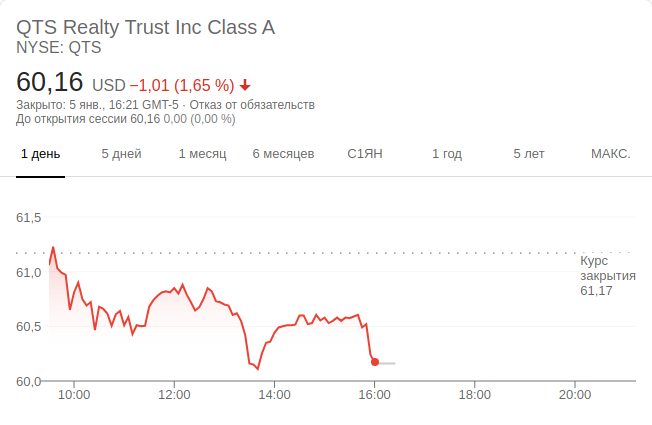 QTS Realty Trust Inc Class A
NYSE: QTS
60,16 USD −1,01 (1,65 %)
Закрыто: 5 янв., 16:21 GMT-5 · Отказ от обязательств
До открытия сессии 60,16 0,00 (0,00 %)
1 день 5 дней 1 месяц 6 месяцев С1ЯН 1 год 5 лет МАКС.
61,5
61,0
60,5
60,0
Курс
закрытия
61,17
10:00 12:00 14:00 16:00 18:00 20:00